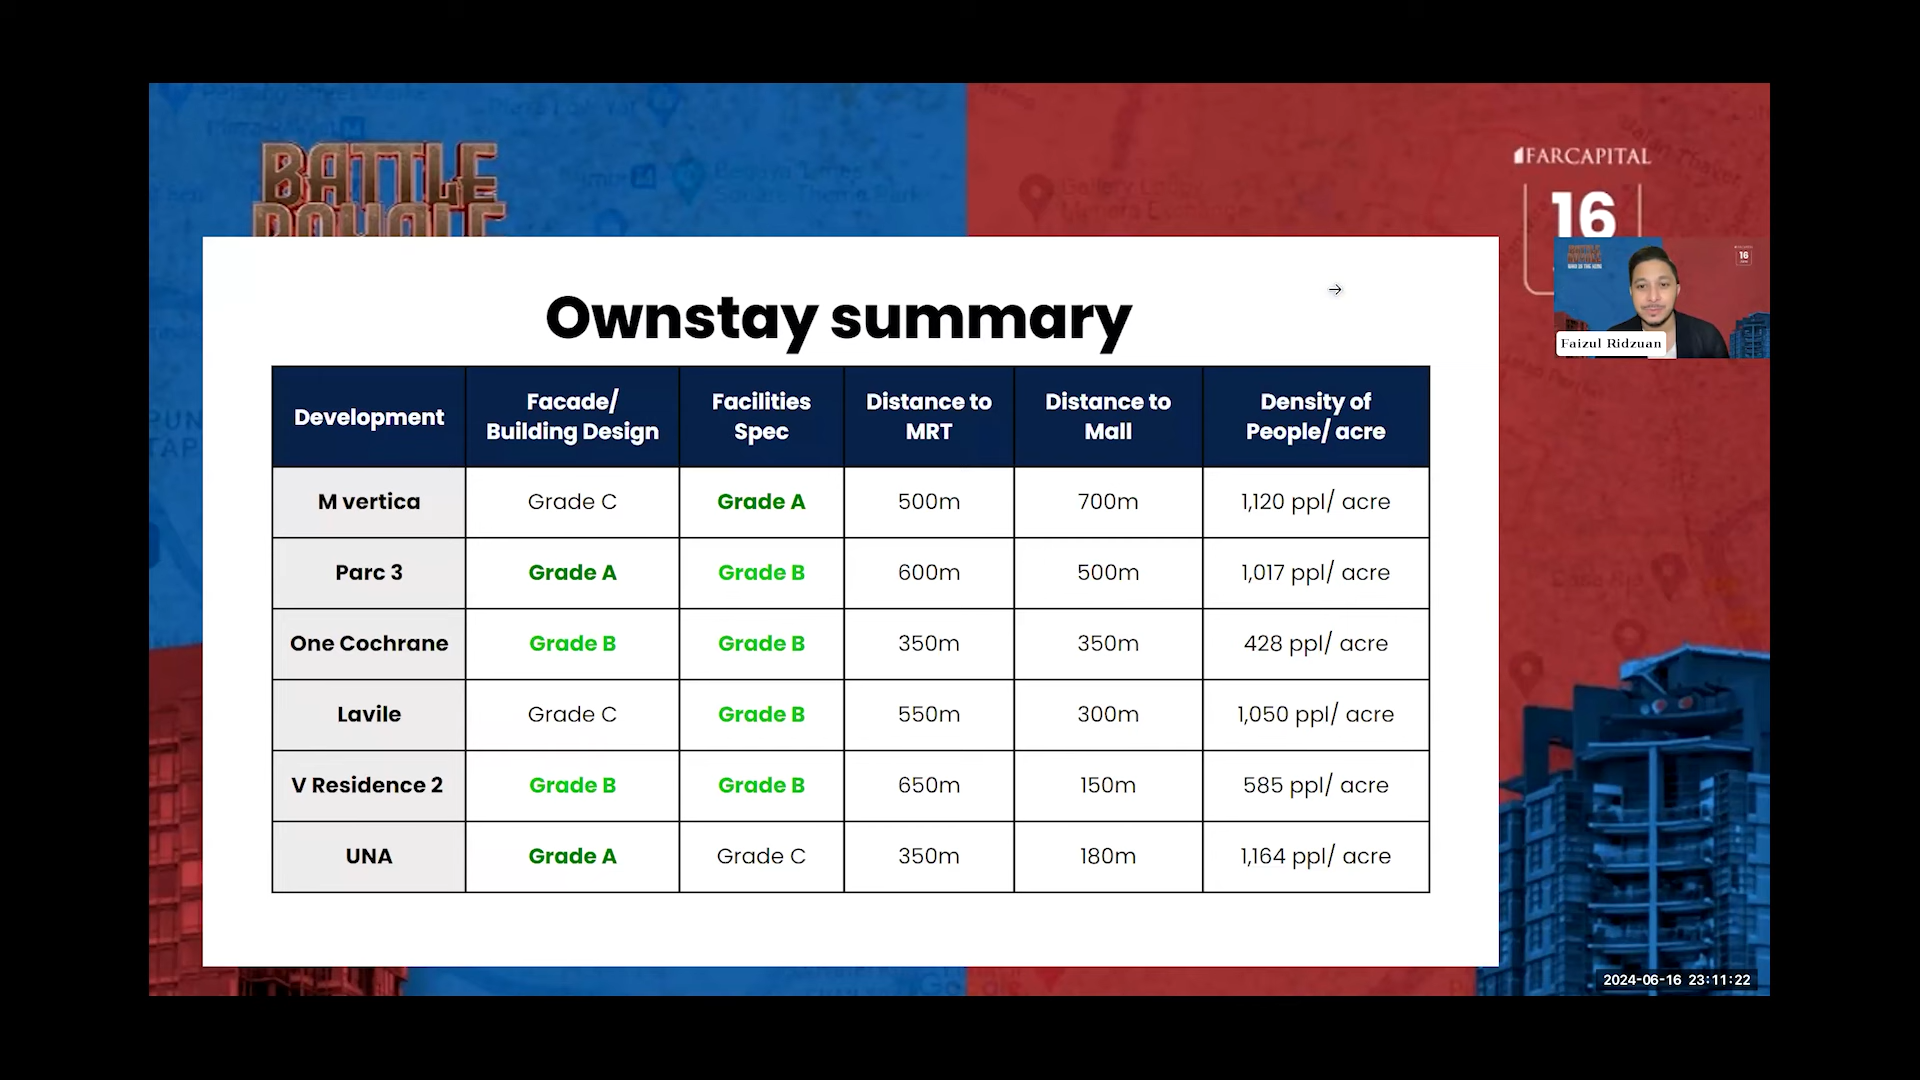 BATTLE
ROYALE
FARCAPITAL
16
16
Faizul Ridzuan
Ownstay summary
Development
Facade/
Building Design
Facilities
Spec
Distance to
MRT
Distance to
Mall
Density of
People/ acre
M vertica
Grade C
Grade A
500m
700m
1,120 ppl/ acre
Parc 3
Grade A
Grade B
600m
500m
1,017 ppl/ acre
One Cochrane
Grade B
Grade B
350m
350m
428 ppl/ acre
Lavile
Grade C
Grade B
550m
300m
1,050 ppl/ acre
V Residence 2
Grade B
Grade B
650m
150m
585 ppl/ acre
UNA
Grade A
Grade C
350m
180m
1,164 ppl/ acre
2024-06-16 23:11:22